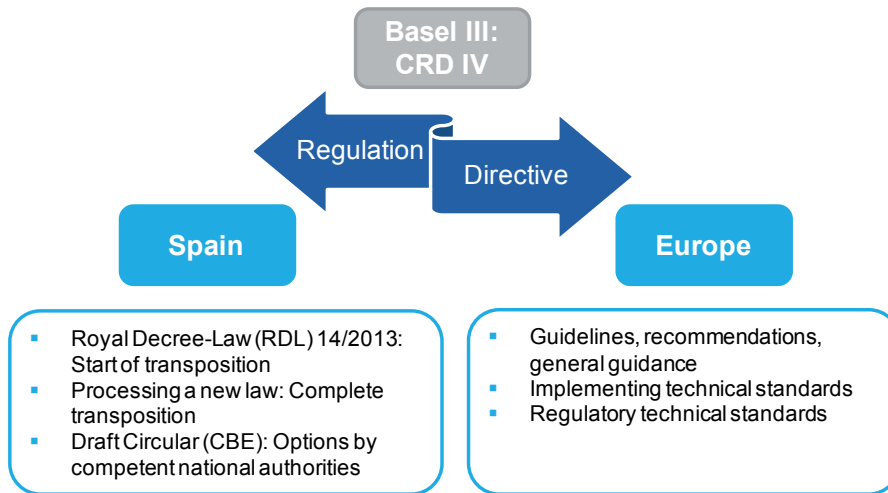 Basel III:
CRD IV
Regulation
Directive
Spain
Europe
▪ Royal Decree-Law (RDL) 14/2013:
Start of transposition
▪ Processing a new law: Complete
transposition
▪ Draft Circular (CBE): Options by
competent national authorities
▪ Guidelines, recommendations,
general guidance
▪ Implementing technical standards
▪ Regulatory technical standards